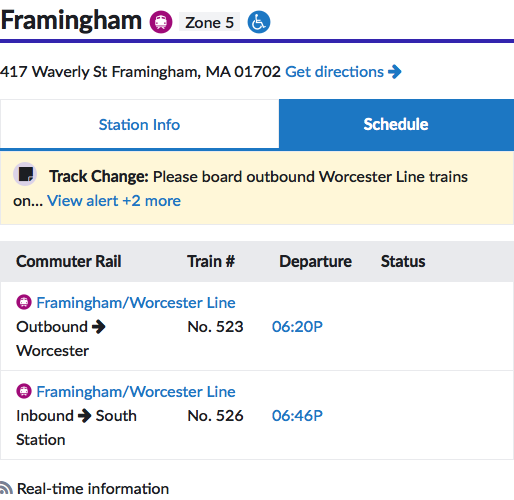 Framingham Zone 5
417 Waverly St Framingham, MA 01702 Get directions
Station Info Schedule
Track Change: Please board outbound Worcester Line trains
on... View alert +2 more
Commuter Rail Train # Departure Status
Framingham/Worcester Line
Outbound → No. 523 06:20P
Worcester
Framingham/Worcester Line
Inbound → South No. 526 06:46P
Station
Real-time information